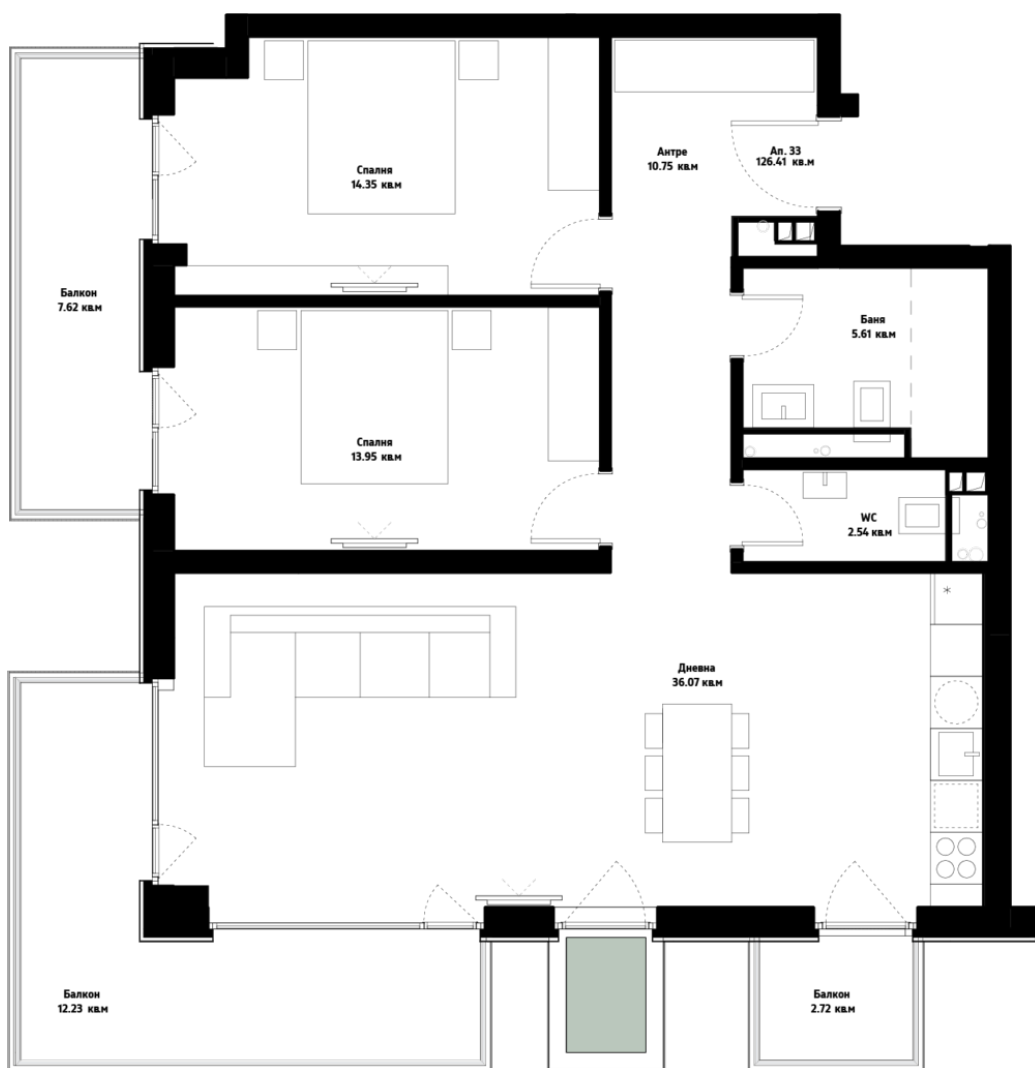 Ап. 33
126.41 кв.м
Антре
10.75 кв.м
Спалня
14.35 кв.м
Балкон
7.62 кв.м
Баня
5.61 кв.м
Спалня
13.95 кв.м
WC
2.54 кв.м
Дневна
36.07 кв.м
Балкон
12.23 кв.м
Балкон
2.72 кв.м